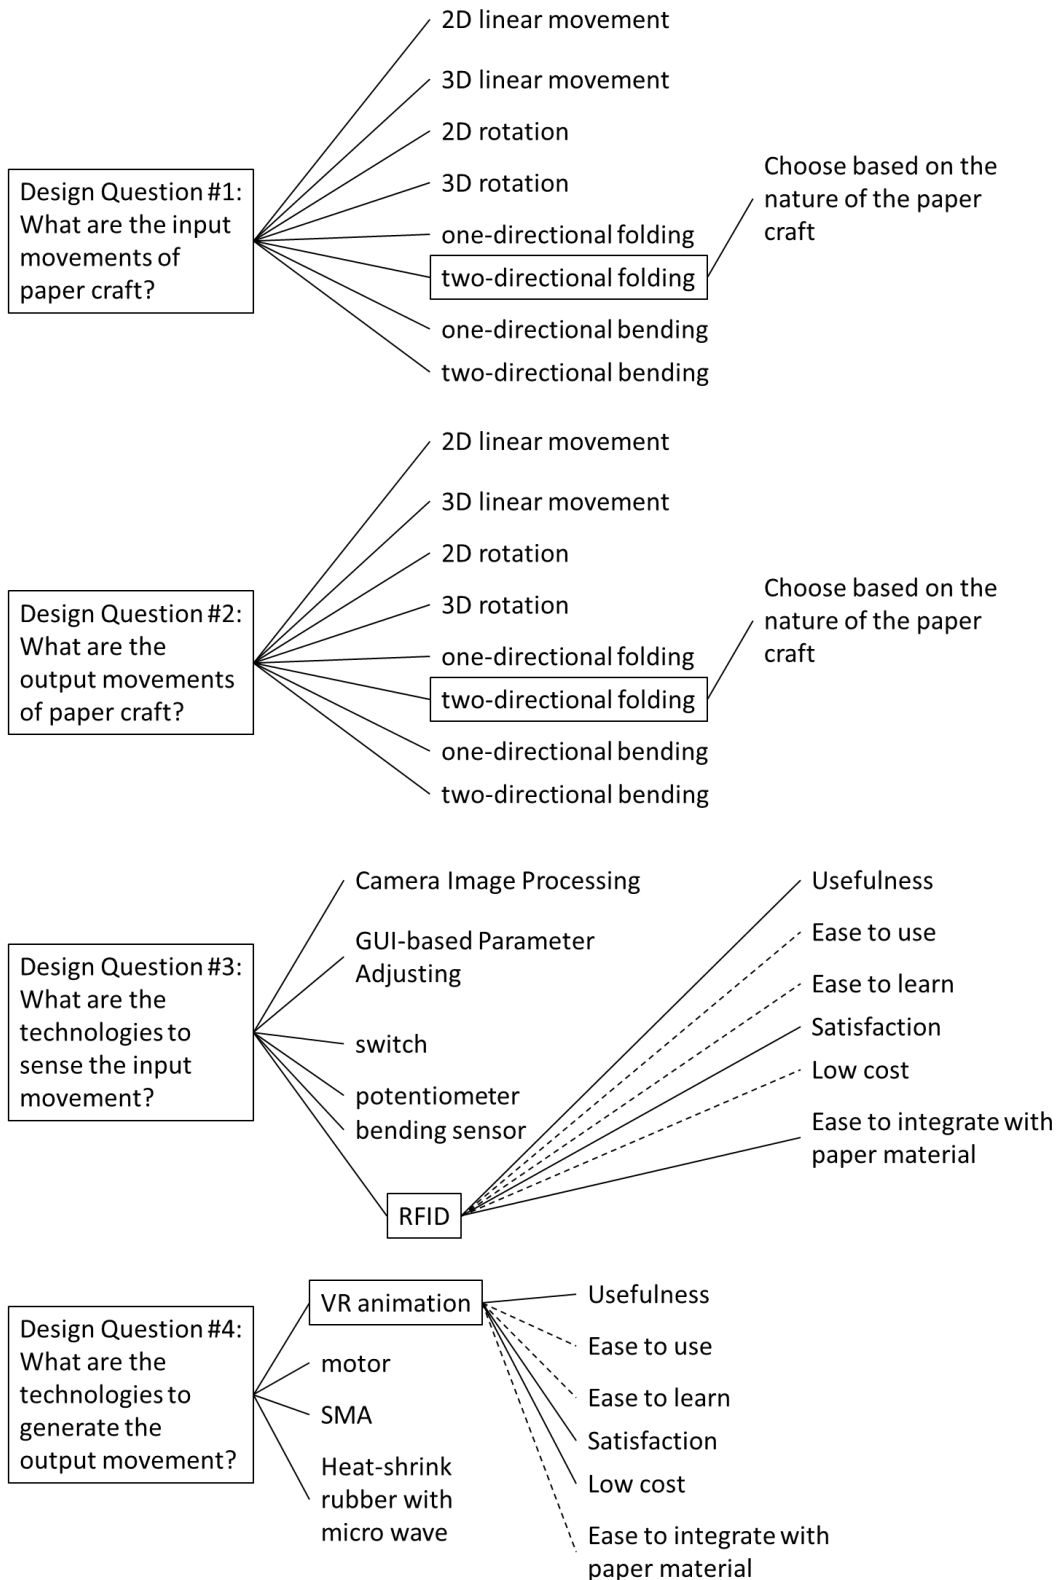 Design Question #1:
What are the input
movements of
paper craft?
2D linear movement
3D linear movement
2D rotation
3D rotation
one-directional folding
two-directional folding
one-directional bending
two-directional bending
Choose based on the
nature of the paper
craft
Design Question #2:
What are the
output movements
of paper craft?
2D linear movement
3D linear movement
2D rotation
3D rotation
one-directional folding
two-directional folding
one-directional bending
two-directional bending
Choose based on the
nature of the paper
craft
Design Question #3:
What are the
technologies to
sense the input
movement?
Camera Image Processing
GUI-based Parameter
Adjusting
switch
potentiometer
bending sensor
RFID
Usefulness
Ease to use
Ease to learn
Satisfaction
Low cost
Ease to integrate with
paper material
Design Question #4:
What are the
technologies to
generate the
output movement?
VR animation
motor
SMA
Heat-shrink
rubber with
micro wave
Usefulness
Ease to use
Ease to learn
Satisfaction
Low cost
Ease to integrate with
paper material